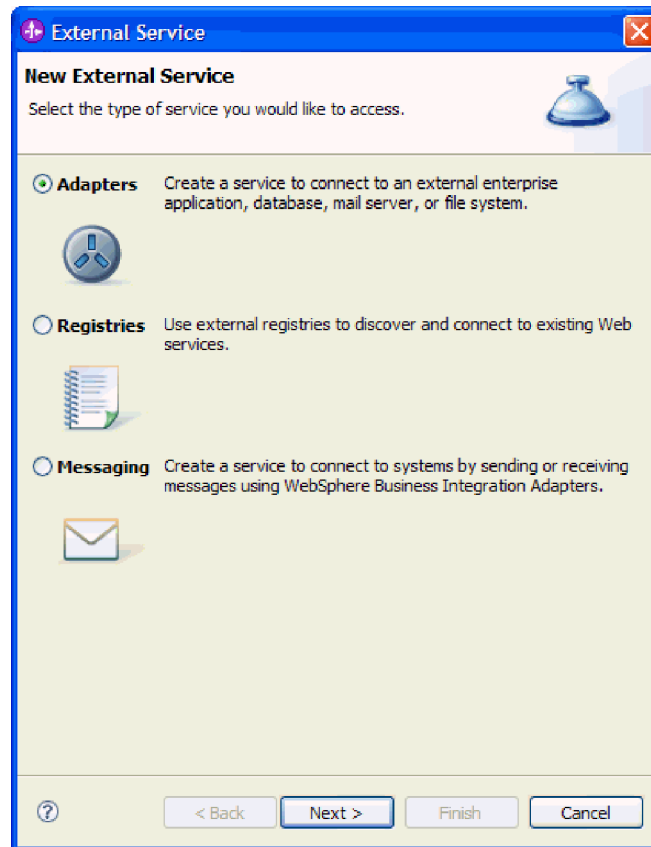 External Service
New External Service
Select the type of service you would like to access.
Adapters
Create a service to connect to an external enterprise
application, database, mail server, or file system.
Registries
Use external registries to discover and connect to existing Web
services.
Messaging
Create a service to connect to systems by sending or receiving
messages using WebSphere Business Integration Adapters.
?
< Back
Next >
Finish
Cancel